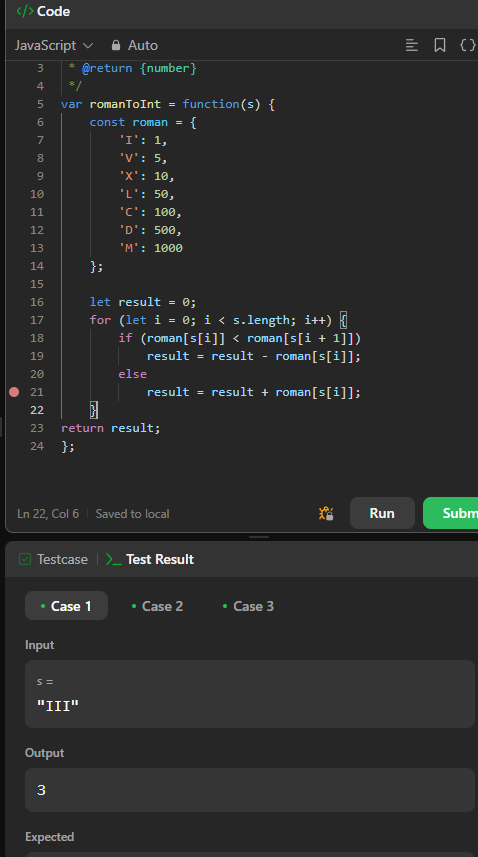 </> Code
JavaScript Auto
3 * @return {number}
4 */
5 var romanToInt = function(s) {
6 const roman = {
7 'I': 1,
8 'V': 5,
9 'X': 10,
10 'L': 50,
11 'C': 100,
12 'D': 500,
13 'M': 1000
14 };
15
16 let result = 0;
17 for (let i = 0; i < s.length; i++) {
18 if (roman[s[i]] < roman[s[i + 1]])
19 result = result - roman[s[i]];
20 else
21 result = result + roman[s[i]];
22 }
23 return result;
24 };
Ln 22, Col 6 Saved to local Run Subm
Testcase >_ Test Result
Case 1 Case 2 Case 3
Input
s =
"III"
Output
3
Expected